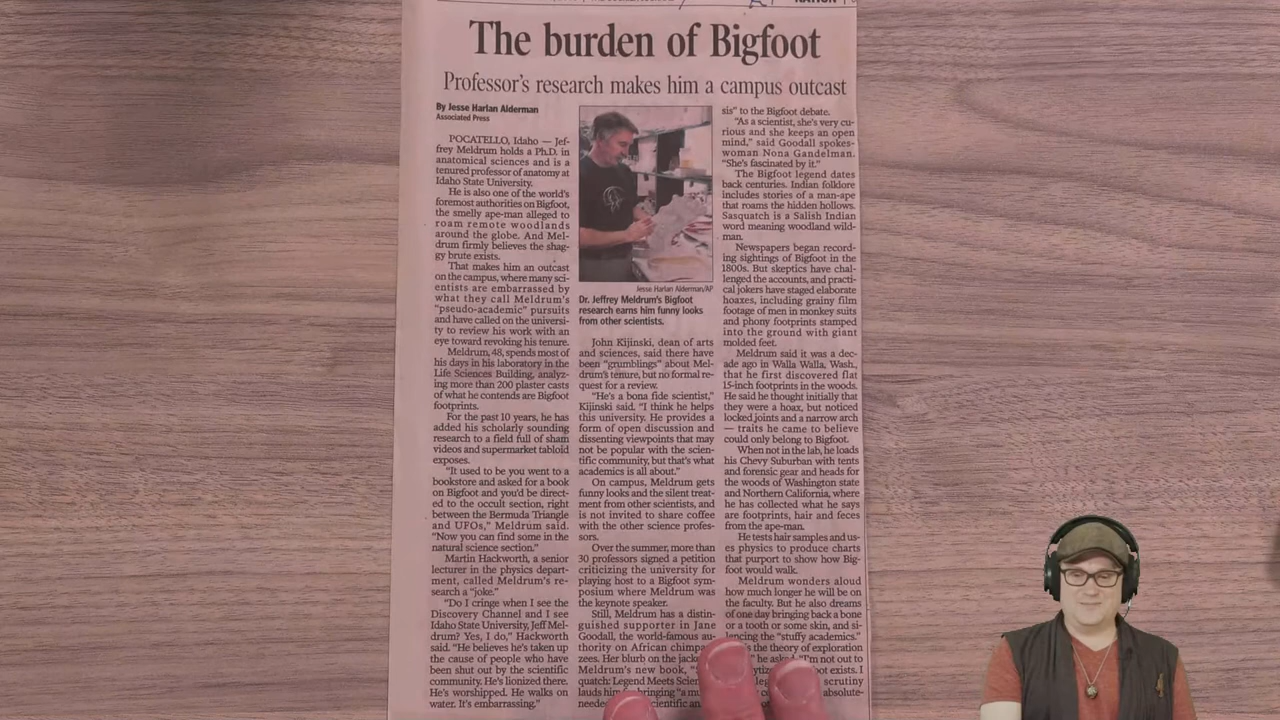 NATION
The burden of Bigfoot
Professor's research makes him a campus outcast
By Jesse Harlan Alderman
Associated Press
POCATELLO, Idaho — Jef-
frey Meldrum holds a Ph.D. in
anatomical sciences and is a
tenured professor of anatomy at
Idaho State University.
He is also one of the world's
foremost authorities on Bigfoot,
the smelly ape-man alleged to
roam remote woodlands
around the globe. And Mel-
drum firmly believes the shag-
gy brute exists.
That makes him an outcast
on the campus, where many sci-
entists are embarrassed by
what they call Meldrum's
"pseudo-academic" pursuits
and have called on the universi-
ty to review his work with an
eye toward revoking his tenure.
Meldrum, 48, spends most of
his days in his laboratory in the
Life Sciences Building, analyz-
ing more than 200 plaster casts
of what he contends are Bigfoot
footprints.
For the past 10 years, he has
added his scholarly sounding
research to a field full of sham
videos and supermarket tabloid
exposes.
"It used to be you went to a
bookstore and asked for a book
on Bigfoot and you'd be direct-
ed to the occult section, right
between the Bermuda Triangle
and UFOs," Meldrum said.
"Now you can find some in the
natural science section."
Martin Hackworth, a senior
lecturer in the physics depart-
ment, called Meldrum's re-
search a "joke."
"Do I cringe when I see the
Discovery Channel and I see
Idaho State University, Jeff Mel-
drum? Yes, I do," Hackworth
said. "He believes he's taken up
the cause of people who have
been shut out by the scientific
community. He's lionized there.
He's worshipped. He walks on
water. It's embarrassing."
Jesse Harlan Alderman/AP
Dr. Jeffrey Meldrum's Bigfoot
research earns him funny looks
from other scientists.
John Kijinski, dean of arts
and sciences, said there have
been "grumblings" about Mel-
drum's tenure, but no formal re-
quest for a review.
"He's a bona fide scientist,"
Kijinski said. "I think he helps
this university. He provides a
form of open discussion and
dissenting viewpoints that may
not be popular with the scien-
tific community, but that's what
academics is all about."
On campus, Meldrum gets
funny looks and the silent treat-
ment from other scientists, and
is not invited to share coffee
with the other science profes-
sors.
Over the summer, more than
30 professors signed a petition
criticizing the university for
playing host to a Bigfoot sym-
posium where Meldrum was
the keynote speaker.
Still, Meldrum has a distin-
guished supporter in Jane
Goodall, the world-famous au-
thority on African chimpan-
zees. Her blurb on the jacket
Meldrum's new book,
quatch: Legend Meets Scien
lauds him bringing "a mu
needed scientific an
sis" to the Bigfoot debate.
"As a scientist, she's very cu-
rious and she keeps an open
mind," said Goodall spokes-
woman Nona Gandelman.
"She's fascinated by it."
The Bigfoot legend dates
back centuries. Indian folklore
includes stories of a man-ape
that roams the hidden hollows.
Sasquatch is a Salish Indian
word meaning woodland wild-
man.
Newspapers began record-
ing sightings of Bigfoot in the
1800s. But skeptics have chal-
lenged the accounts, and practi-
cal jokers have staged elaborate
hoaxes, including grainy film
footage of men in monkey suits
and phony footprints stamped
into the ground with giant
molded feet.
Meldrum said it was a dec-
ade ago in Walla Walla, Wash.,
that he first discovered flat
15-inch footprints in the woods.
He said he thought initially that
they were a hoax, but noticed
locked joints and a narrow arch
— traits he came to believe
could only belong to Bigfoot.
When not in the lab, he loads
his Chevy Suburban with tents
and forensic gear and heads for
the woods of Washington state
and Northern California, where
he has collected what he says
are footprints, hair and feces
from the ape-man.
He tests hair samples and us-
es physics to produce charts
that purport to show how Big-
foot would walk.
Meldrum wonders aloud
how much longer he will be on
the faculty. But he also dreams
of one day bringing back a bone
or a tooth or some skin, and si-
lencing the "stuffy academics."
is the theory of exploration
he asked. "I'm not out to
exists. I
scrutiny
absolute-